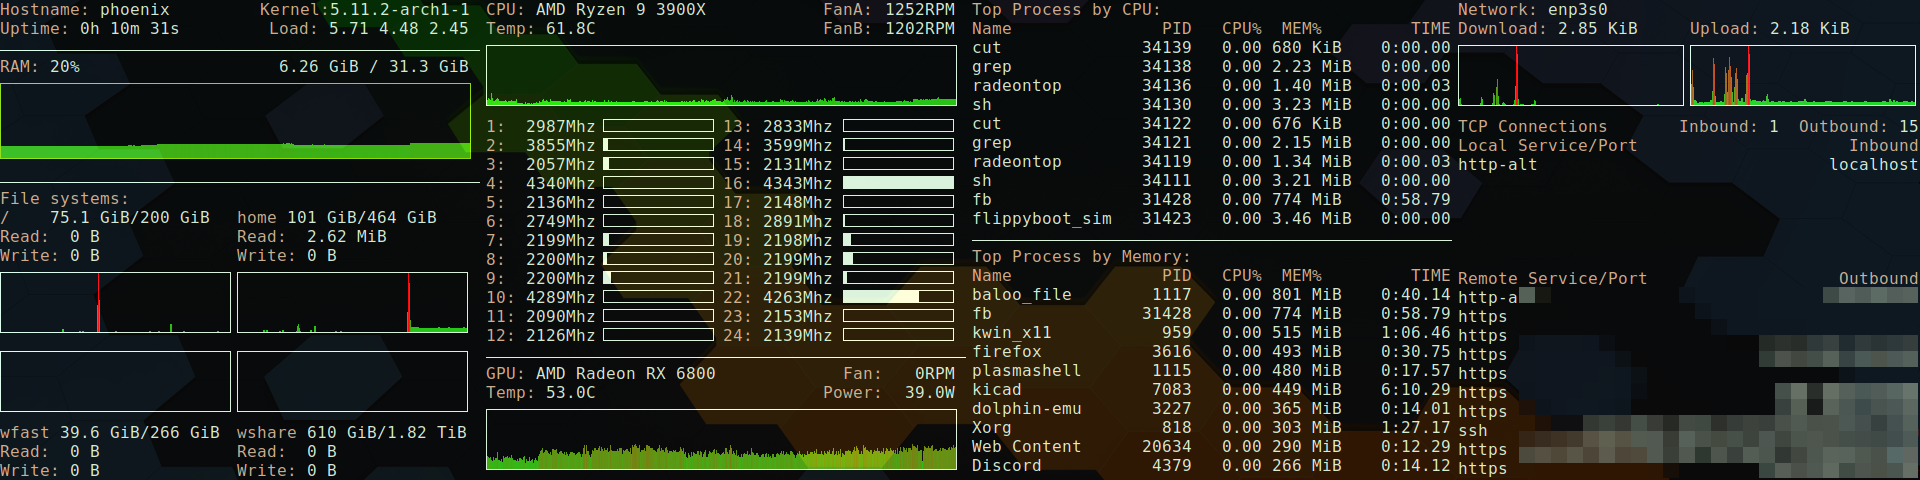 Hostname: phoenix Kernel:5.11.2-arch1-1
Uptime: 0h 10m 31s Load: 5.71 4.48 2.45
RAM: 20% 6.26 GiB / 31.3 GiB
File systems:
/ 75.1 GiB/200 GiB home 101 GiB/464 GiB
Read: 0 B Read: 2.62 MiB
Write: 0 B Write: 0 B
wfast 39.6 GiB/266 GiB wshare 610 GiB/1.82 TiB
Read: 0 B Read: 0 B
Write: 0 B Write: 0 B
CPU: AMD Ryzen 9 3900X FanA: 1252RPM
Temp: 61.8C FanB: 1202RPM
1: 2987Mhz 13: 2833Mhz
2: 3855Mhz 14: 3599Mhz
3: 2057Mhz 15: 2131Mhz
4: 4340Mhz 16: 4343Mhz
5: 2136Mhz 17: 2148Mhz
6: 2749Mhz 18: 2891Mhz
7: 2199Mhz 19: 2198Mhz
8: 2200Mhz 20: 2199Mhz
9: 2200Mhz 21: 2199Mhz
10: 4289Mhz 22: 4263Mhz
11: 2090Mhz 23: 2153Mhz
12: 2126Mhz 24: 2139Mhz
GPU: AMD Radeon RX 6800 Fan: 0RPM
Temp: 53.0C Power: 39.0W
Top Process by CPU:
Name PID CPU% MEM% TIME
cut 34139 0.00 680 KiB 0:00.00
grep 34138 0.00 2.23 MiB 0:00.00
radeontop 34136 0.00 1.40 MiB 0:00.03
sh 34130 0.00 3.23 MiB 0:00.00
cut 34122 0.00 676 KiB 0:00.00
grep 34121 0.00 2.15 MiB 0:00.00
radeontop 34119 0.00 1.34 MiB 0:00.03
sh 34111 0.00 3.21 MiB 0:00.00
fb 31428 0.00 774 MiB 0:58.79
flippyboot_sim 31423 0.00 3.46 MiB 0:00.00
Top Process by Memory:
Name PID CPU% MEM% TIME
baloo_file 1117 0.00 801 MiB 0:40.14
fb 31428 0.00 774 MiB 0:58.79
kwin_x11 959 0.00 515 MiB 1:06.46
firefox 3616 0.00 493 MiB 0:30.75
plasmashell 1115 0.00 480 MiB 0:17.57
kicad 7083 0.00 449 MiB 6:10.29
dolphin-emu 3227 0.00 365 MiB 0:14.01
Xorg 818 0.00 303 MiB 1:27.17
Web Content 20634 0.00 290 MiB 0:12.29
Discord 4379 0.00 266 MiB 0:14.12
Network: enp3s0
Download: 2.85 KiB Upload: 2.18 KiB
TCP Connections Inbound: 1 Outbound: 15
Local Service/Port Inbound
http-alt localhost
Remote Service/Port Outbound
http-a
https
https
https
https
https
https
ssh
https
https